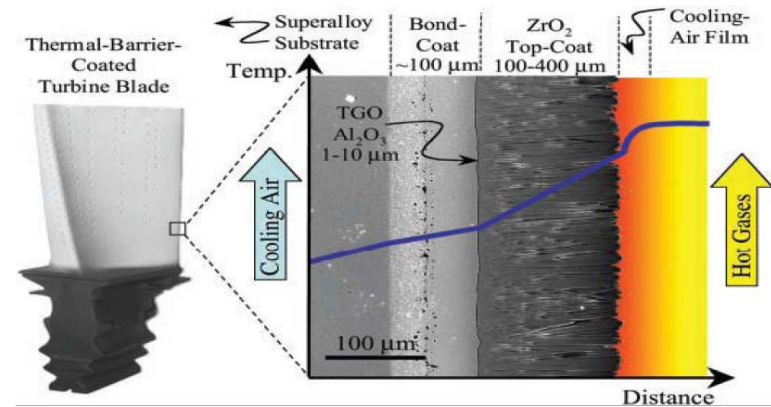 Thermal-Barrier-
Coated
Turbine Blade
Superalloy
Substrate
Bond-
Coat
~100 μm
ZrO2
Top-Coat
100-400 μm
Cooling-
Air Film
Temp.
TGO
Al2O3
1-10 μm
Cooling Air
Hot Gases
100 μm
Distance